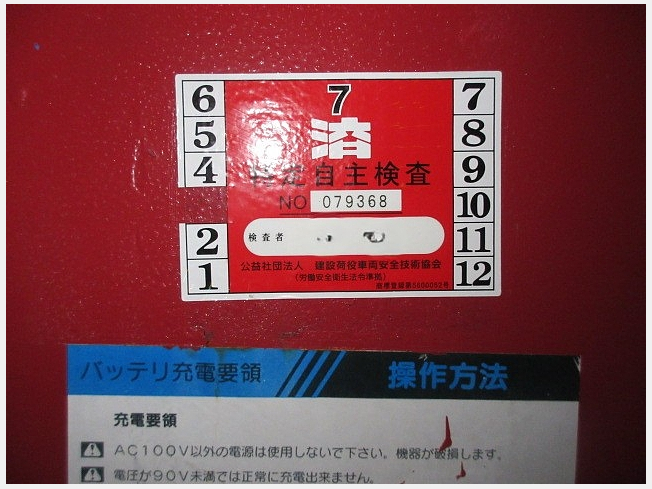 6
5
4
2
1
7
済
特定自主検査
NO 079368
検査者
公益社団法人 建設荷役車両安全技術協会
(労働安全衛生法令準拠)
7
8
9
10
11
12
バッテリ充電要領
操作方法
充電要領
AC100V以外の電源は使用しないで下さい。機器が破損します。
電圧が90V未満では正常に充電出来ません。